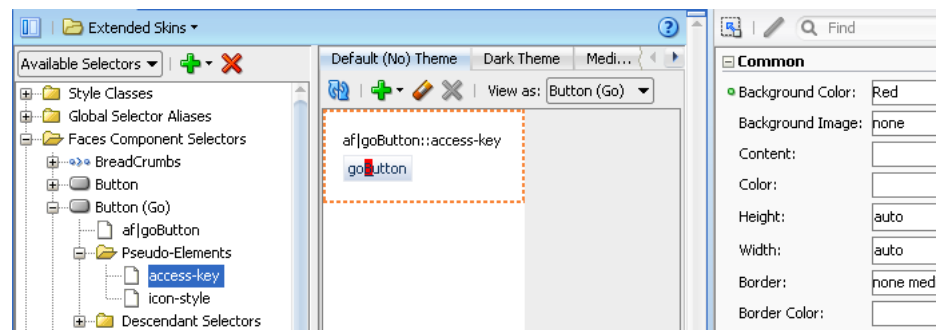 Extended Skins
Available Selectors
Style Classes
Global Selector Aliases
Faces Component Selectors
BreadCrumbs
Button
Button (Go)
af|goButton
Pseudo-Elements
access-key
icon-style
Descendant Selectors
Default (No) Theme
Dark Theme
Medi...
View as: Button (Go)
af|goButton::access-key
goButton
Find
Common
Background Color: Red
Background Image: none
Content:
Color:
Height: auto
Width: auto
Border: none med
Border Color: